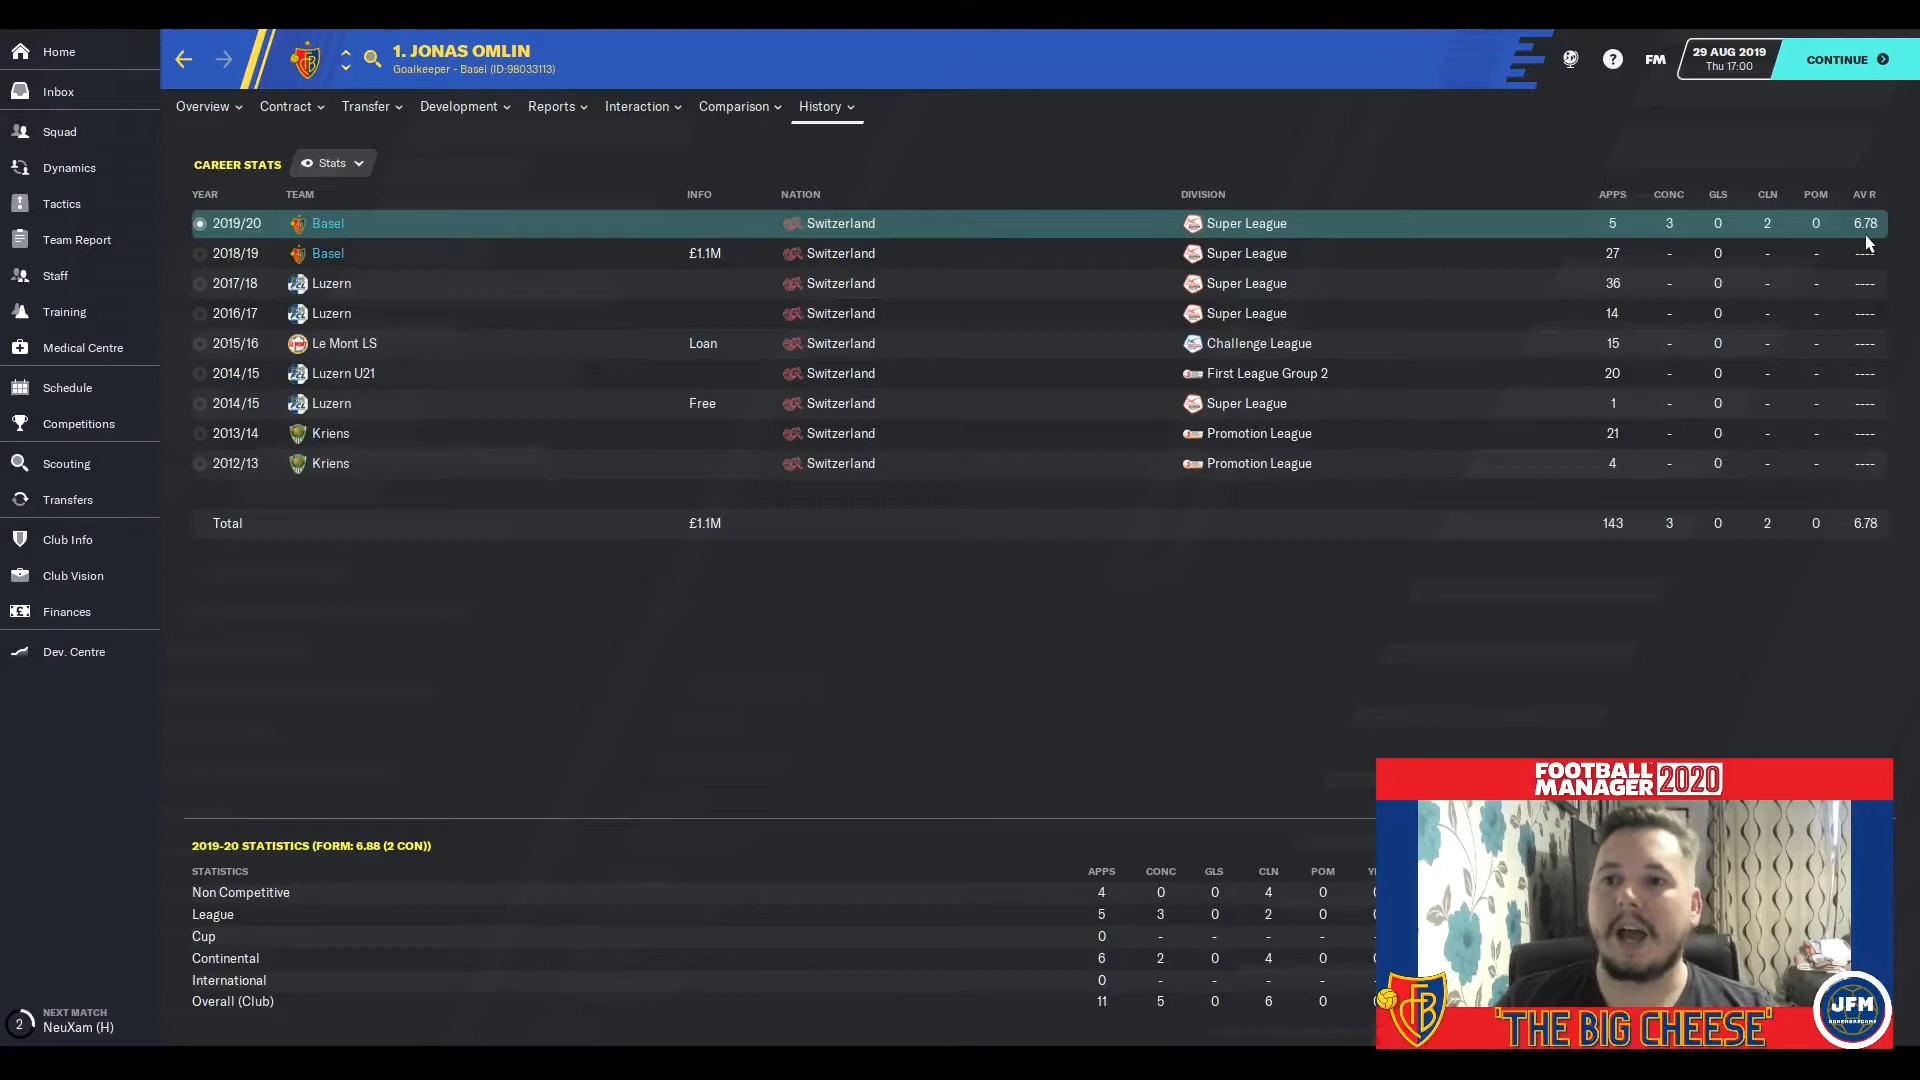 Home
Inbox
Squad
Dynamics
Tactics
Team Report
Staff
Training
Medical Centre
Schedule
Competitions
Scouting
Transfers
Club Info
Club Vision
Finances
Dev. Centre
2 NEXT MATCH
NeuXam (H)
1. JONAS OMLIN
Goalkeeper - Basel (ID:98033113)
? FM 29 AUG 2019
Thu 17:00
CONTINUE
Overview Contract Transfer Development Reports Interaction Comparison History
CAREER STATS Stats
YEAR TEAM INFO NATION DIVISION APPS CONC GLS CLN POM AV R
2019/20 Basel Switzerland Super League 5 3 0 2 0 6.78
2018/19 Basel £1.1M Switzerland Super League 27 - 0 - - ----
2017/18 Luzern Switzerland Super League 36 - 0 - - ----
2016/17 Luzern Switzerland Super League 14 - 0 - - ----
2015/16 Le Mont LS Loan Switzerland Challenge League 15 - 0 - - ----
2014/15 Luzern U21 Switzerland First League Group 2 20 - 0 - - ----
2014/15 Luzern Free Switzerland Super League 1 - 0 - - ----
2013/14 Kriens Switzerland Promotion League 21 - 0 - - ----
2012/13 Kriens Switzerland Promotion League 4 - 0 - - ----
Total £1.1M 143 3 0 2 0 6.78
2019-20 STATISTICS (FORM: 6.88 (2 CON))
STATISTICS APPS CONC GLS CLN POM
Non Competitive 4 0 0 4 0
League 5 3 0 2 0
Cup 0 - - - -
Continental 6 2 0 4 0
International 0 - - - -
Overall (Club) 11 5 0 6 0
FOOTBALL
MANAGER 2020
FCB
JFM
'THE BIG CHEESE'